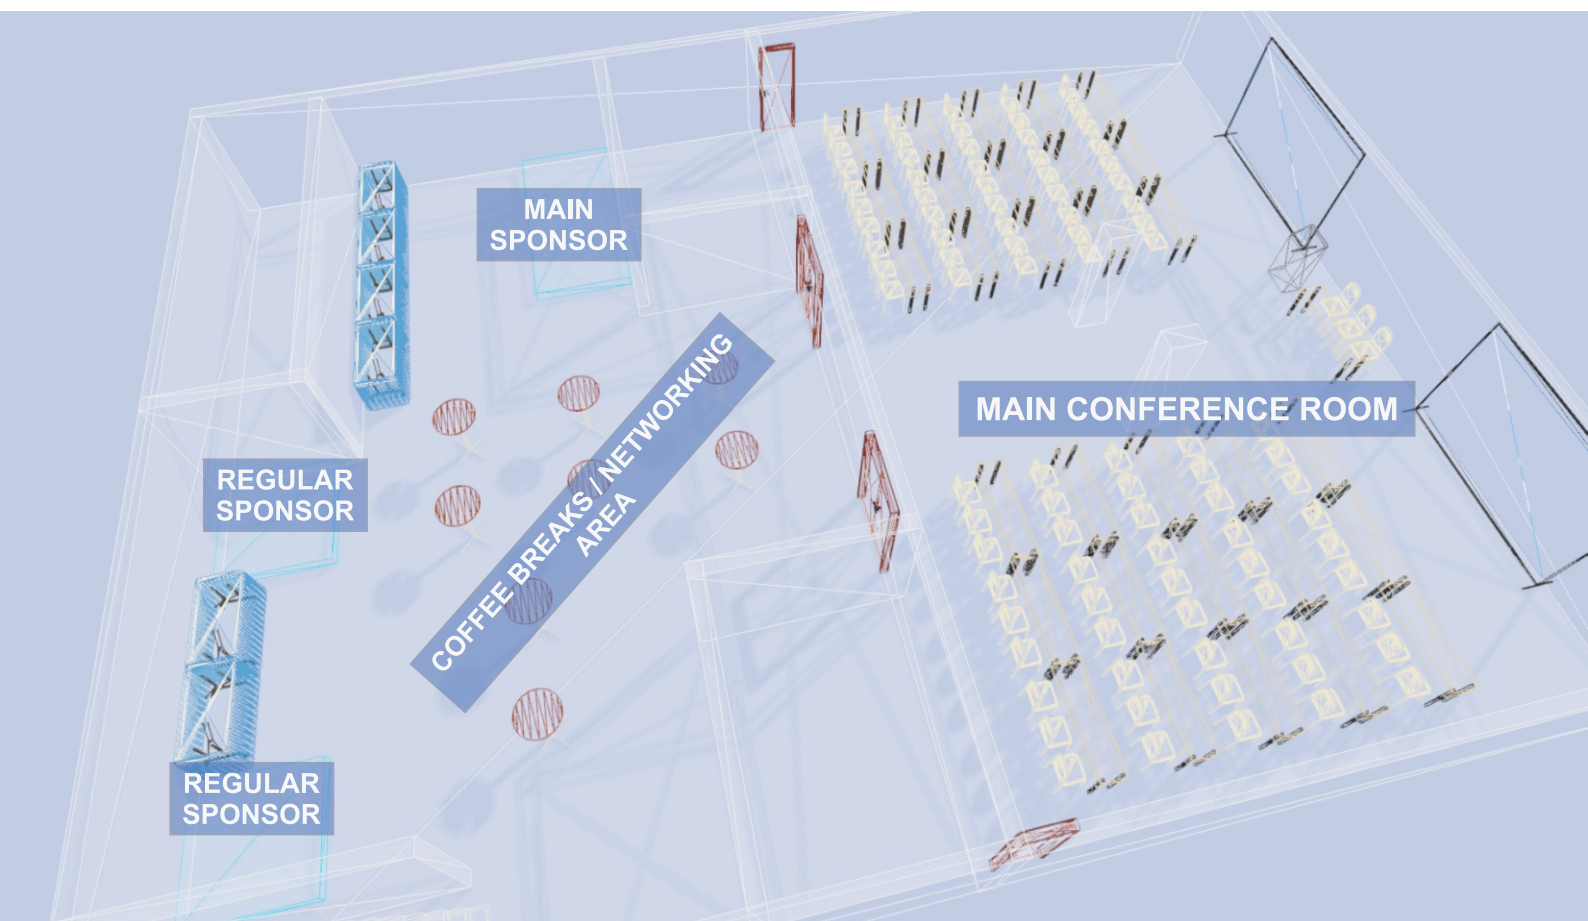 MAIN
SPONSOR
COFFEE BREAKS / NETWORKING
AREA
MAIN CONFERENCE ROOM
REGULAR
SPONSOR
REGULAR
SPONSOR